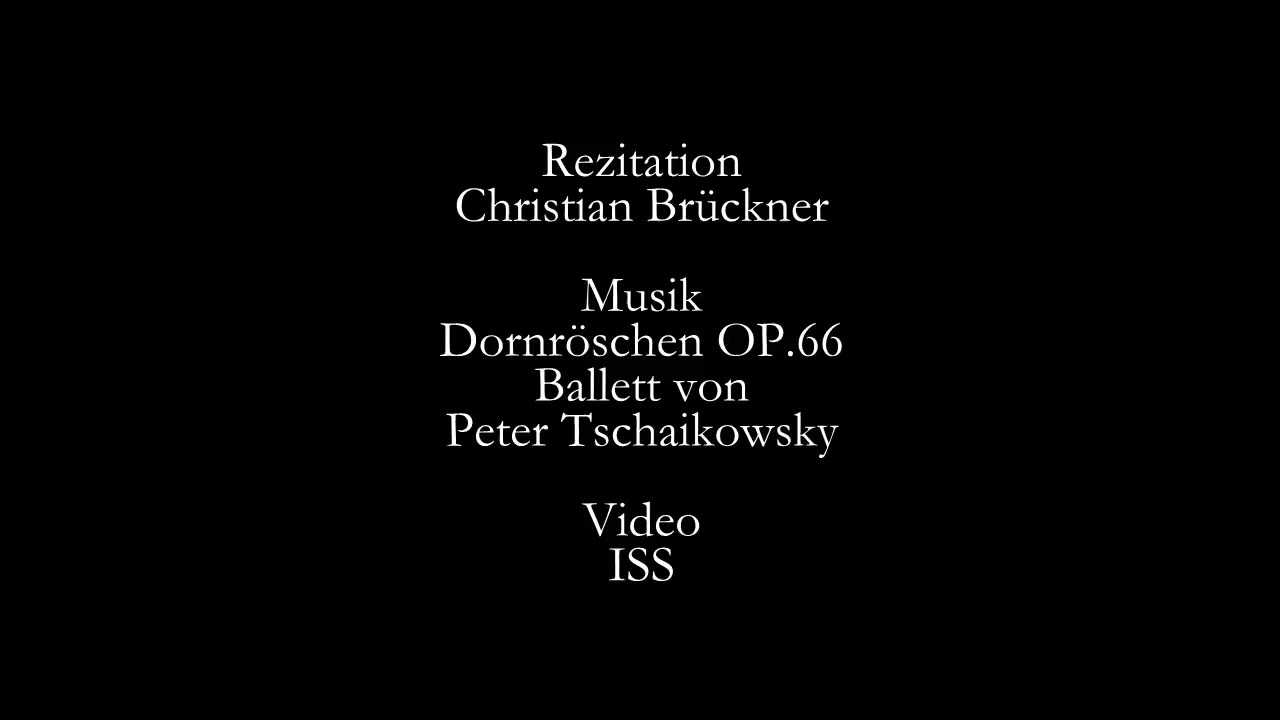 Rezitation
Christian Brückner
Musik
Dornröschen OP.66
Ballett von
Peter Tschaikowsky
Video
ISS